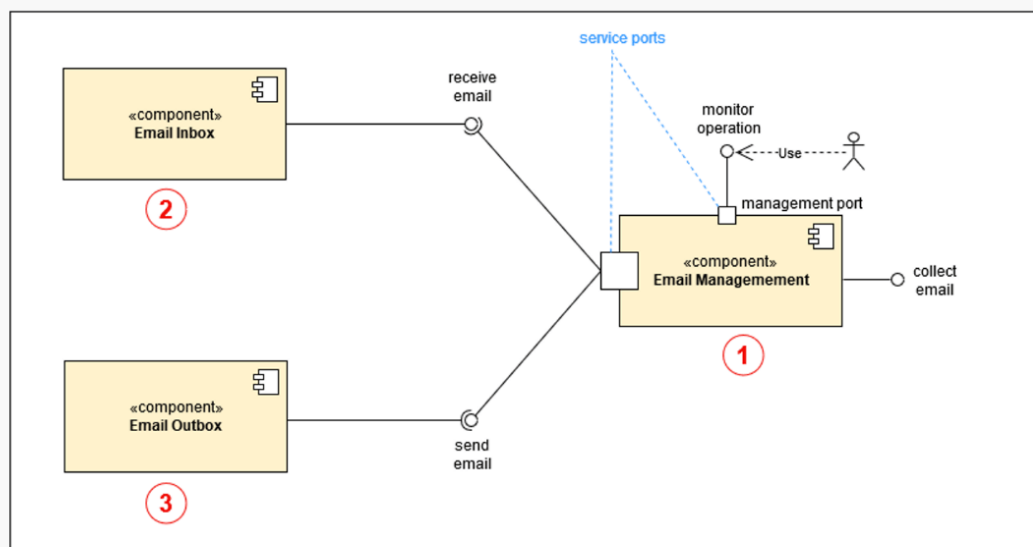 service ports
receive
email
«component»
Email Inbox
2
monitor
operation
Use
management port
«component»
Email Managemement
collect
email
1
«component»
Email Outbox
send
email
3